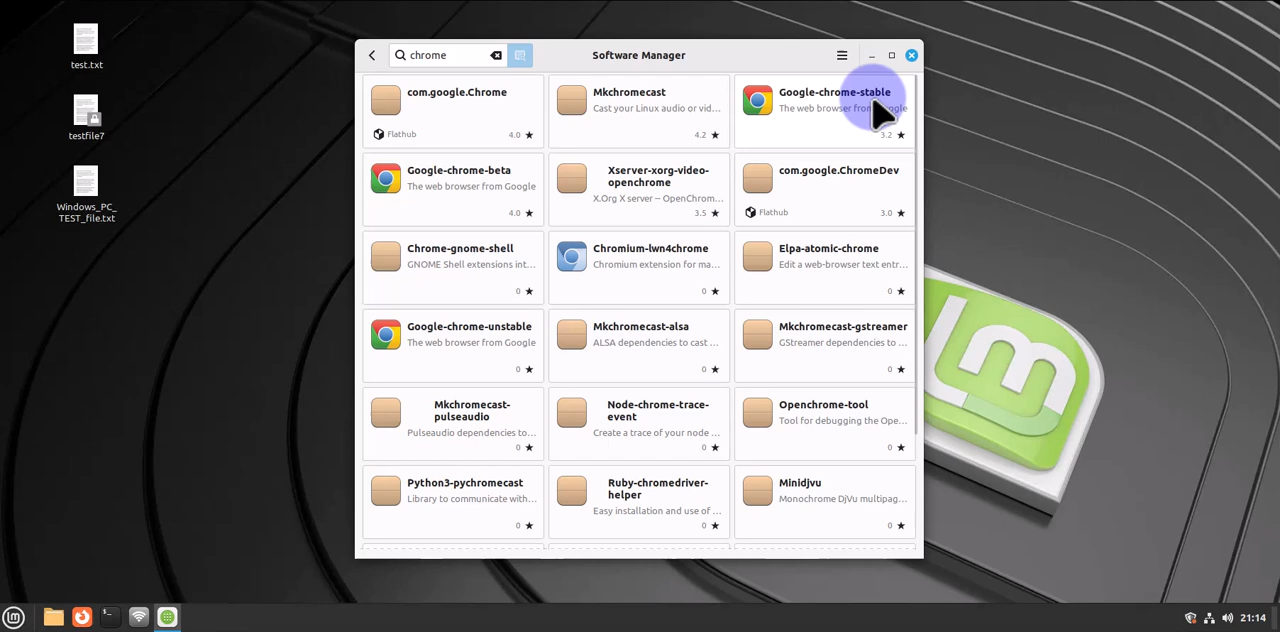 test.txt
testfile7
Windows_PC_
TEST_file.txt
chrome
Software Manager
com.google.Chrome
Flathub
4.0 ★
Mkchromecast
Cast your Linux audio or vid...
4.2 ★
Google-chrome-stable
The web browser from Google
3.2 ★
Google-chrome-beta
The web browser from Google
4.0 ★
Xserver-xorg-video-
openchrome
X.Org X server -- OpenChrom...
3.5 ★
com.google.ChromeDev
Flathub
3.0 ★
Chrome-gnome-shell
GNOME Shell extensions int...
0 ★
Chromium-lwn4chrome
Chromium extension for ma...
0 ★
Elpa-atomic-chrome
Edit a web-browser text entr...
0 ★
Google-chrome-unstable
The web browser from Google
0 ★
Mkchromecast-alsa
ALSA dependencies to cast ...
0 ★
Mkchromecast-gstreamer
GStreamer dependencies to ...
0 ★
Mkchromecast-
pulseaudio
Pulseaudio dependencies to...
0 ★
Node-chrome-trace-
event
Create a trace of your node ...
0 ★
Openchrome-tool
Tool for debugging the Ope...
0 ★
Python3-pychromecast
Library to communicate with...
0 ★
Ruby-chromedriver-
helper
Easy installation and use of ...
0 ★
Minidjvu
Monochrome DjVu multipag...
0 ★
21:14